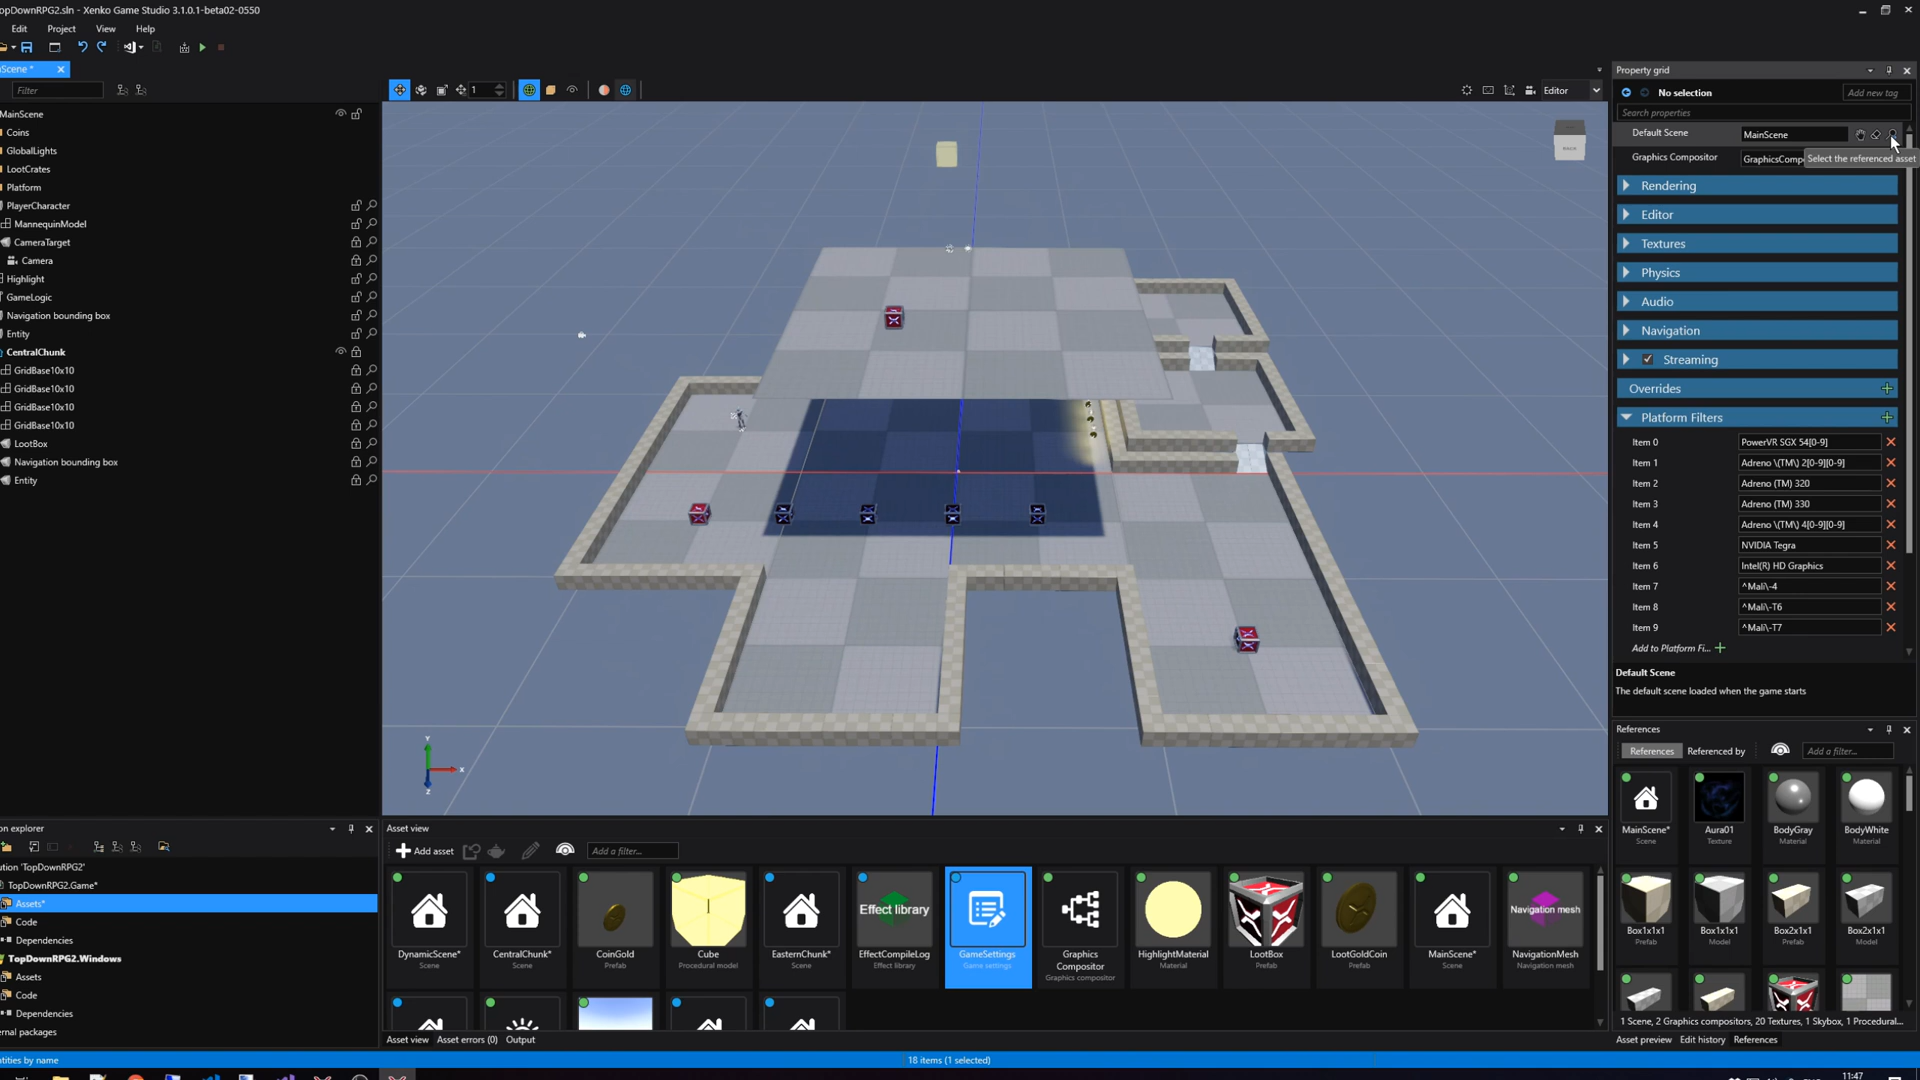 opDownRPG2.sln - Xenko Game Studio 3.1.0.1-beta02-0550
Edit Project View Help
Scene *
Filter
1
Editor
MainScene
Coins
GlobalLights
LootCrates
Platform
PlayerCharacter
MannequinModel
CameraTarget
Camera
Highlight
GameLogic
Navigation bounding box
Entity
CentralChunk
GridBase10x10
GridBase10x10
GridBase10x10
GridBase10x10
LootBox
Navigation bounding box
Entity
BACK
Y
X
Z
Property grid
No selection
Add new tag
Search properties
Default Scene MainScene
Graphics Compositor GraphicsCompo
Select the referenced asset
Rendering
Editor
Textures
Physics
Audio
Navigation
Streaming
Overrides
Platform Filters
Item 0 PowerVR SGX 54[0-9]
Item 1 Adreno \(TM\) 2[0-9][0-9]
Item 2 Adreno (TM) 320
Item 3 Adreno (TM) 330
Item 4 Adreno \(TM\) 4[0-9][0-9]
Item 5 NVIDIA Tegra
Item 6 Intel(R) HD Graphics
Item 7 ^Mali\-4
Item 8 ^Mali\-T6
Item 9 ^Mali\-T7
Add to Platform Fi...
Default Scene
The default scene loaded when the game starts
References
References Referenced by Add a filter...
MainScene* Aura01 BodyGray BodyWhite
Scene Texture Material Material
Box1x1x1 Box1x1x1 Box2x1x1 Box2x1x1
Prefab Model Prefab Model
1 Scene, 2 Graphics compositors, 20 Textures, 1 Skybox, 1 Procedural...
Asset preview Edit history References
on explorer
ution 'TopDownRPG2'
TopDownRPG2.Game*
Assets*
Code
Dependencies
TopDownRPG2.Windows
Assets
Code
Dependencies
rnal packages
Asset view
Add asset Add a filter...
Effect library
Navigation mesh
DynamicScene* CentralChunk* CoinGold Cube EasternChunk* EffectCompileLog GameSettings Graphics Compositor HighlightMaterial LootBox LootGoldCoin MainScene* NavigationMesh
Scene Scene Prefab Procedural model Scene Effect library Game settings Graphics compositor Material Prefab Prefab Scene Navigation mesh
Asset view Asset errors (0) Output
ntities by name
18 items (1 selected)
11:47